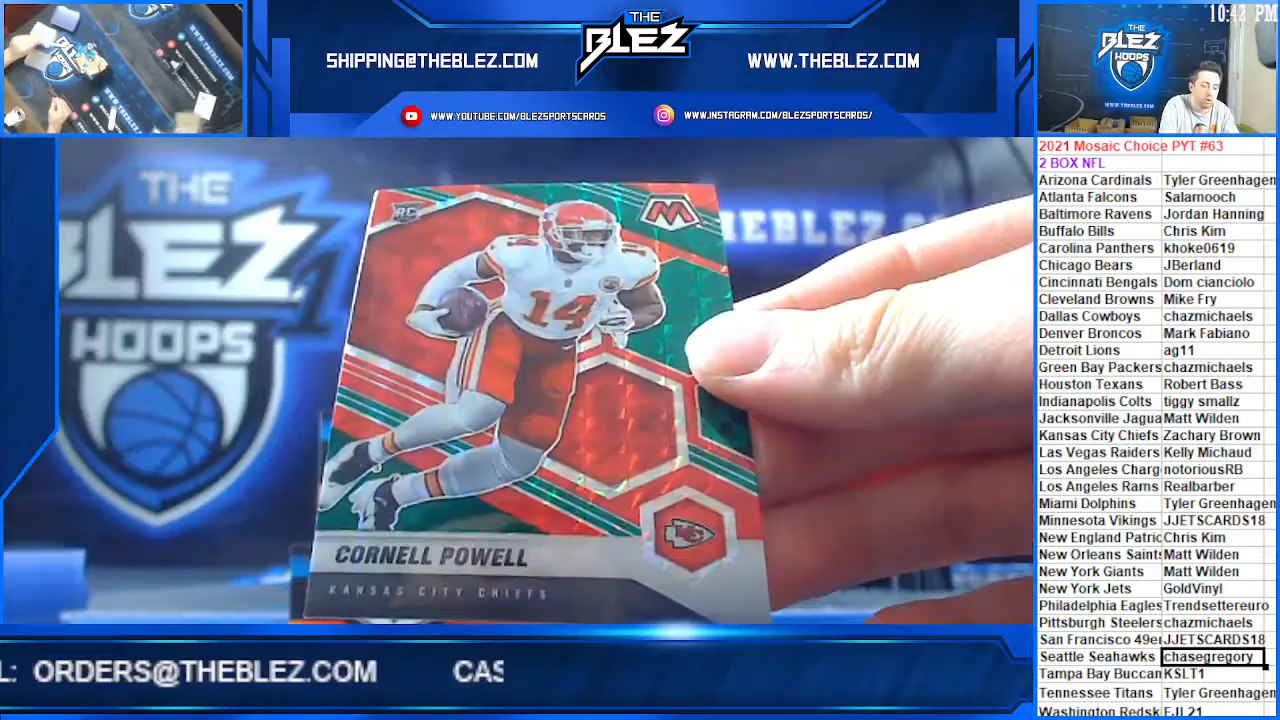 10:42 PM
THE
BLEZ
SHIPPING@THEBLEZ.COM
WWW.THEBLEZ.COM
WWW.YOUTUBE.COM/BLEZSPORTSCARDS
WWW.INSTAGRAM.COM/BLEZSPORTSCARDS/
THE
BLEZ
HOOPS
THE
BLEZ
HOOPS
RC
14
CORNELL POWELL
KANSAS CITY CHIEFS
2021 Mosaic Choice PYT #63
2 BOX NFL
Arizona Cardinals Tyler Greenhagen
Atlanta Falcons Salamooch
Baltimore Ravens Jordan Hanning
Buffalo Bills Chris Kim
Carolina Panthers khoke0619
Chicago Bears JBerland
Cincinnati Bengals Dom cianciolo
Cleveland Browns Mike Fry
Dallas Cowboys chazmichaels
Denver Broncos Mark Fabiano
Detroit Lions ag11
Green Bay Packers chazmichaels
Houston Texans Robert Bass
Indianapolis Colts tiggy smallz
Jacksonville Jagua Matt Wilden
Kansas City Chiefs Zachary Brown
Las Vegas Raiders Kelly Michaud
Los Angeles Charg notoriousRB
Los Angeles Rams Realbarber
Miami Dolphins Tyler Greenhagen
Minnesota Vikings JJETSCARDS18
New England Patric Chris Kim
New Orleans Saints Matt Wilden
New York Giants Matt Wilden
New York Jets GoldVinyl
Philadelphia Eagles Trendsettereuro
Pittsburgh Steelers chazmichaels
San Francisco 49er JJETSCARDS18
Seattle Seahawks chasegregory
Tampa Bay Buccan KSLT1
Tennessee Titans Tyler Greenhagen
Washington Redsk FJL21
L: ORDERS@THEBLEZ.COM CAS